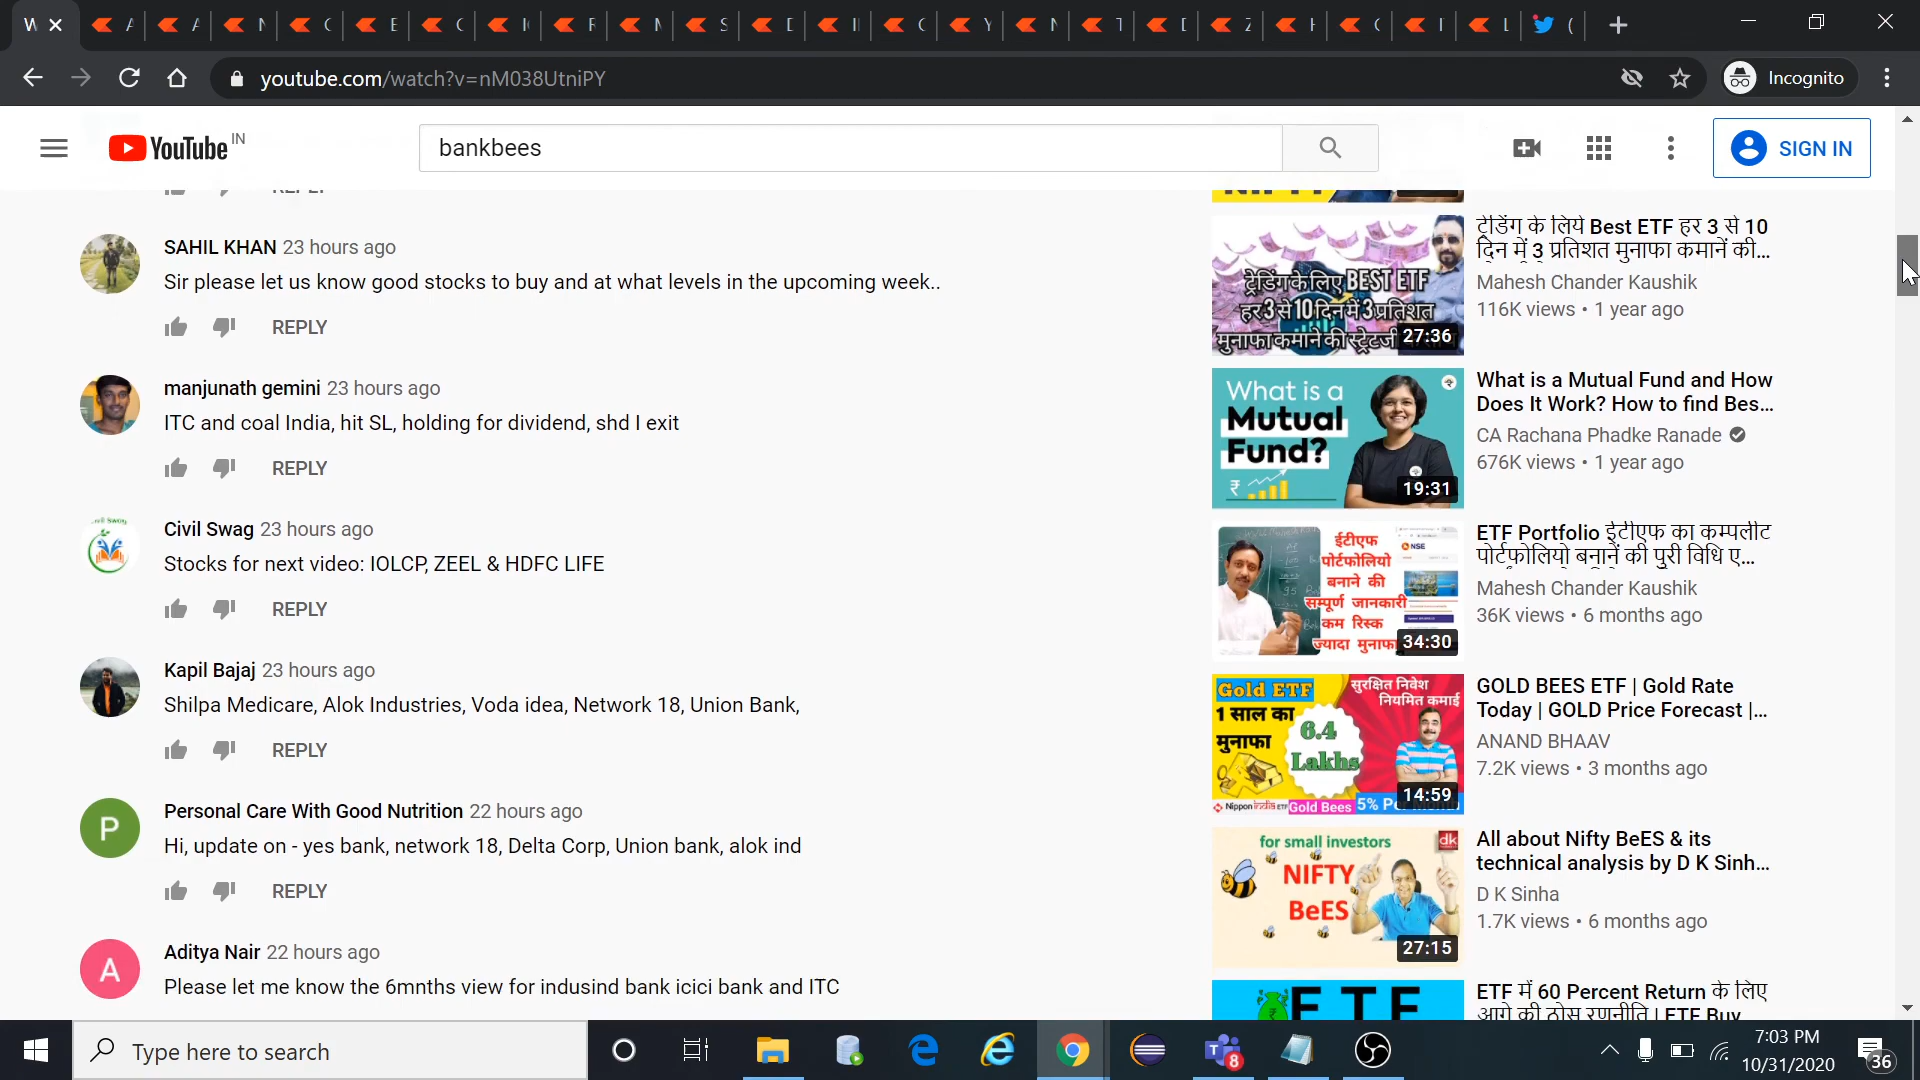 youtube.com/watch?v=nM038UtniPY
Incognito
YouTube IN
bankbees
SIGN IN
SAHIL KHAN 23 hours ago
Sir please let us know good stocks to buy and at what levels in the upcoming week..
REPLY
manjunath gemini 23 hours ago
ITC and coal India, hit SL, holding for dividend, shd I exit
REPLY
Civil Swag 23 hours ago
Stocks for next video: IOLCP, ZEEL & HDFC LIFE
REPLY
Kapil Bajaj 23 hours ago
Shilpa Medicare, Alok Industries, Voda idea, Network 18, Union Bank,
REPLY
Personal Care With Good Nutrition 22 hours ago
Hi, update on - yes bank, network 18, Delta Corp, Union bank, alok ind
REPLY
Aditya Nair 22 hours ago
Please let me know the 6mnths view for indusind bank icici bank and ITC
ट्रेडिंग के लिए BEST ETF
हर 3 से 10 दिन में 3 प्रतिशत
मुनाफा कमाने की स्ट्रेटजी
27:36
ट्रेडिंग के लिये Best ETF हर 3 से 10
दिन में 3 प्रतिशत मुनाफा कमानें की...
Mahesh Chander Kaushik
116K views • 1 year ago
What is a
Mutual
Fund?
19:31
What is a Mutual Fund and How
Does It Work? How to find Bes...
CA Rachana Phadke Ranade
676K views • 1 year ago
ईटीएफ
पोर्टफोलियो
बनाने की
सम्पूर्ण जानकारी
कम रिस्क
ज्यादा मुनाफा
NSE
34:30
ETF Portfolio ईटीएफ का कम्पलीट
पोर्टफोलियो बनानें की पुरी विधि ए...
Mahesh Chander Kaushik
36K views • 6 months ago
Gold ETF
1 साल का
मुनाफा
6.4
Lakhs
सुरक्षित निवेश
नियमित कमाई
Nippon India ETF Gold Bees 5% Per Month
14:59
GOLD BEES ETF | Gold Rate
Today | GOLD Price Forecast |...
ANAND BHAAV
7.2K views • 3 months ago
for small investors
dk
NIFTY
BeES
27:15
All about Nifty BeES & its
technical analysis by D K Sinh...
D K Sinha
1.7K views • 6 months ago
ETF
ETF में 60 Percent Return के लिए
आगे की ठोस रणनीति | ETF Buy
Type here to search
8
7:03 PM
10/31/2020
36